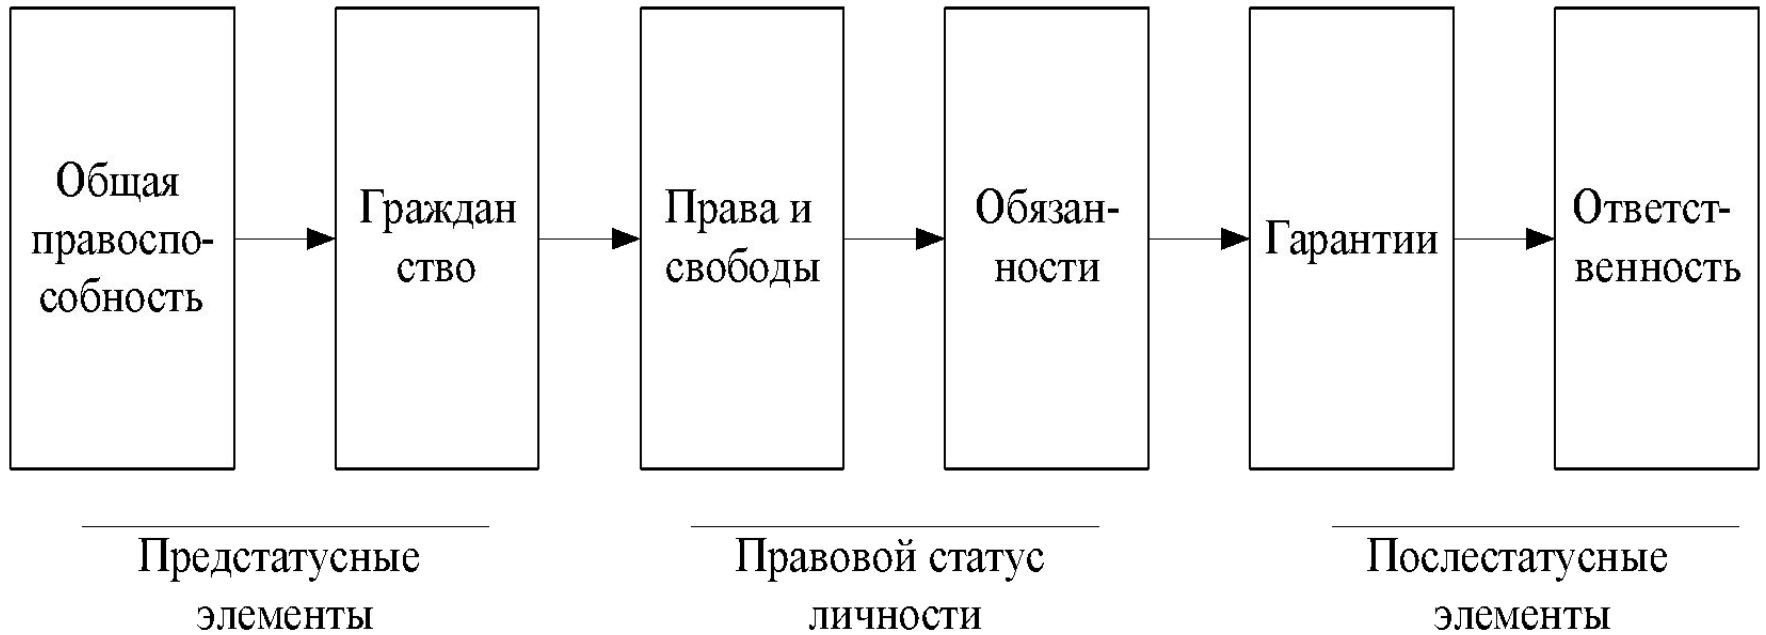 Общая
правоспо-
собность
Граждан
ство
Права и
свободы
Обязан-
ности
Гарантии
Ответст-
венность
Предстатусные
элементы
Правовой статус
личности
Послестатусные
элементы